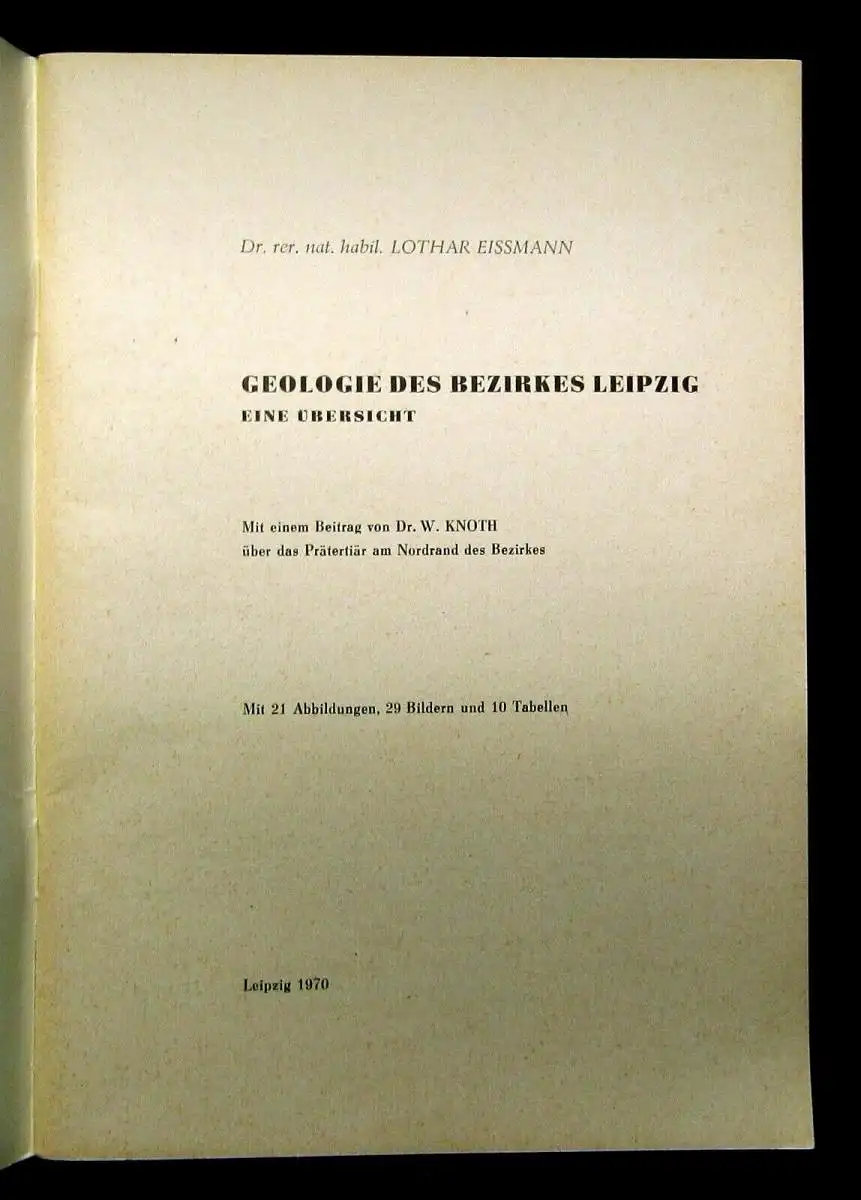 Dr. rer. nat. habil. LOTHAR EISSMANN
GEOLOGIE DES BEZIRKES LEIPZIG
EINE ÜBERSICHT
Mit einem Beitrag von Dr. W. KNOTH
über das Prätertiär am Nordrand des Bezirkes
Mit 21 Abbildungen, 29 Bildern und 10 Tabellen
Leipzig 1970